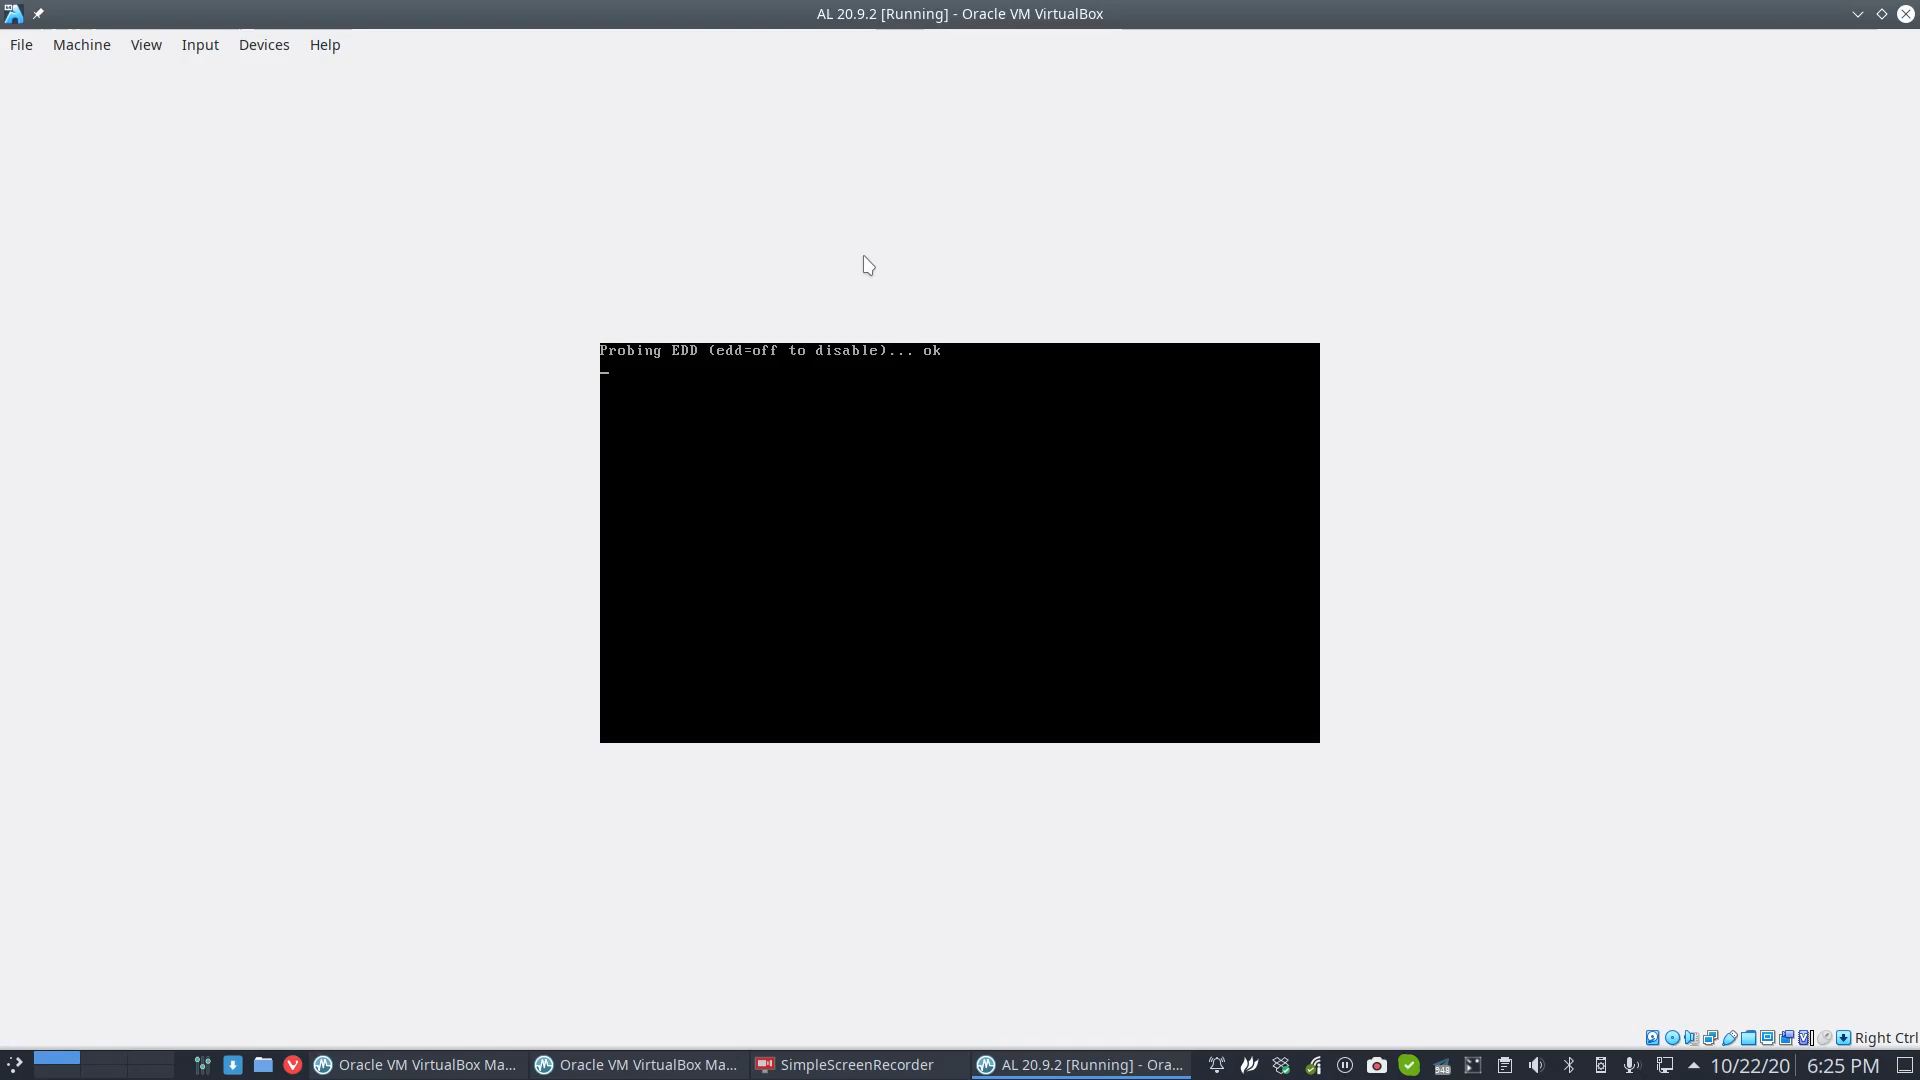 AL 20.9.2 [Running] - Oracle VM VirtualBox
File Machine View Input Devices Help
Probing EDD (edd=off to disable)... ok
Right Ctrl
Oracle VM VirtualBox Ma... Oracle VM VirtualBox Ma... SimpleScreenRecorder AL 20.9.2 [Running] - Ora... 948 10/22/20 6:25 PM